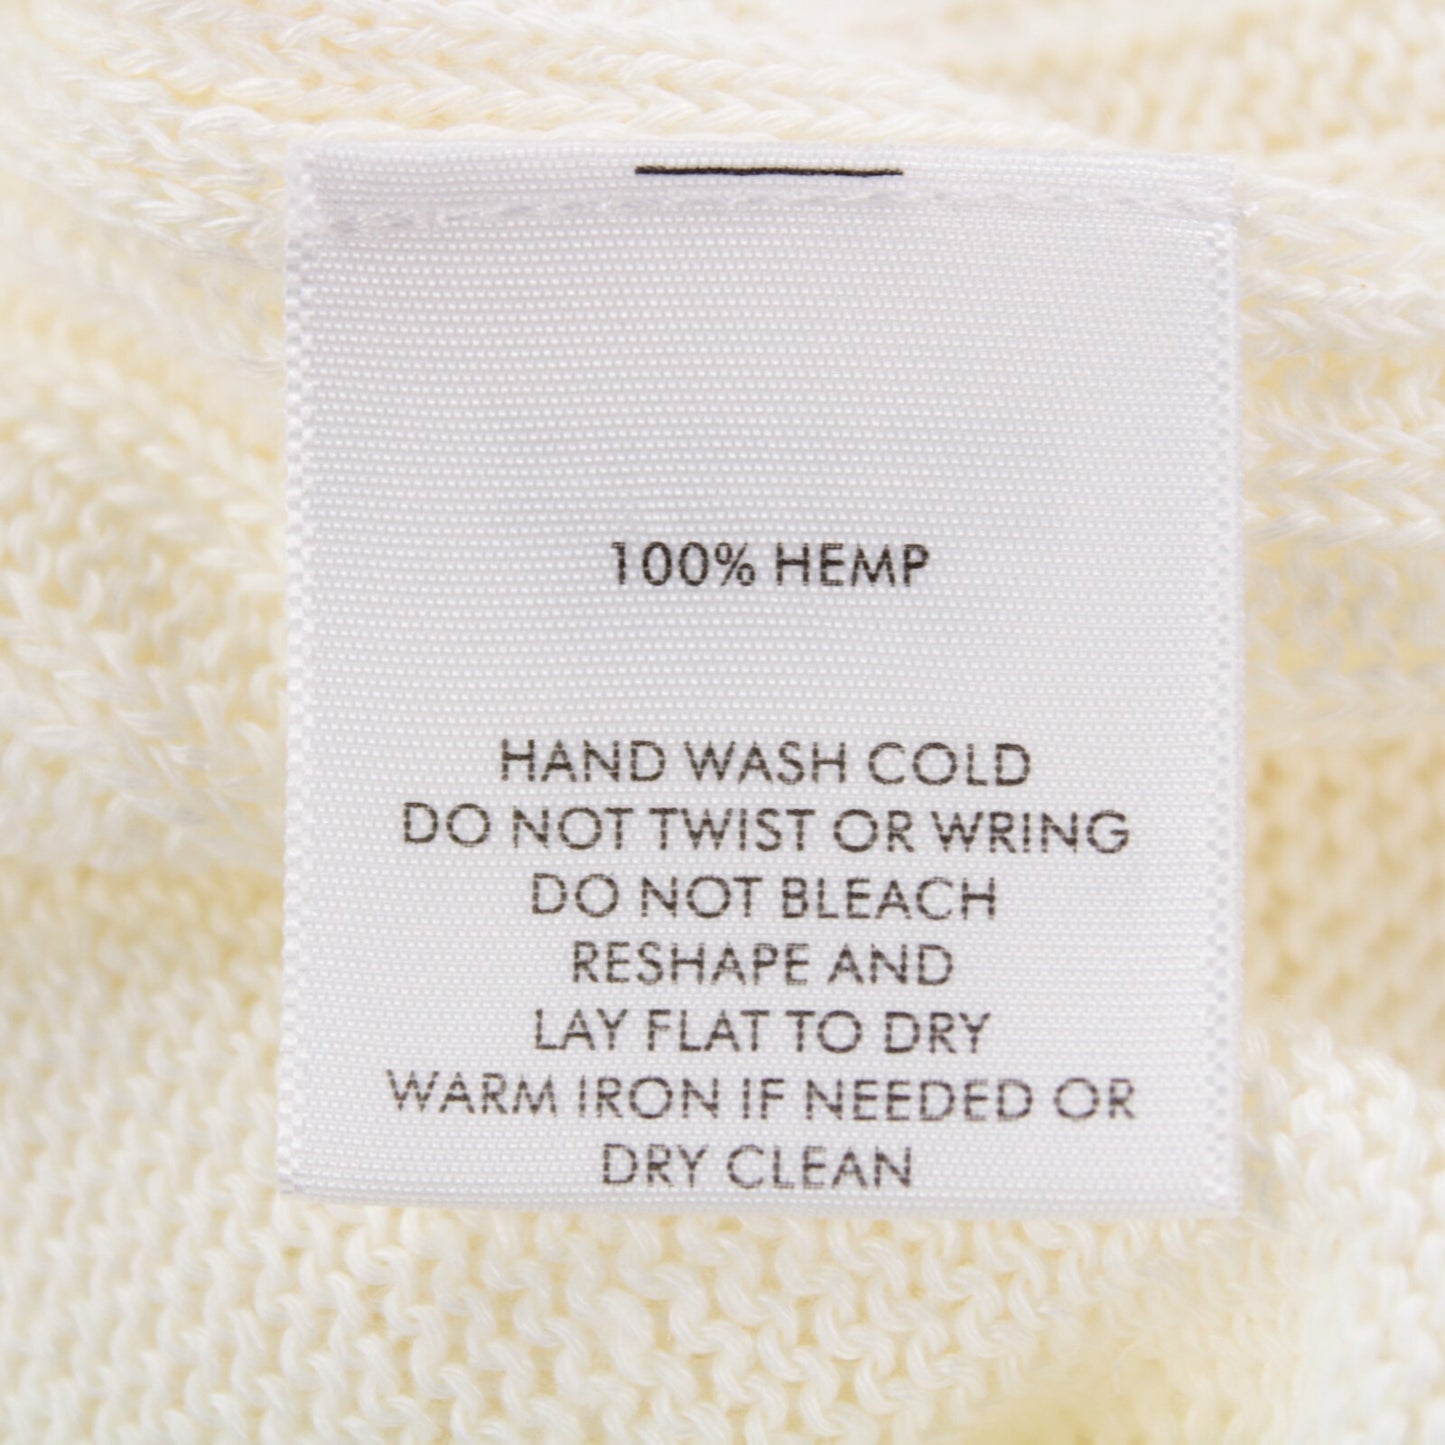 100% HEMP
HAND WASH COLD
DO NOT TWIST OR WRING
DO NOT BLEACH
RESHAPE AND
LAY FLAT TO DRY
WARM IRON IF NEEDED OR
DRY CLEAN